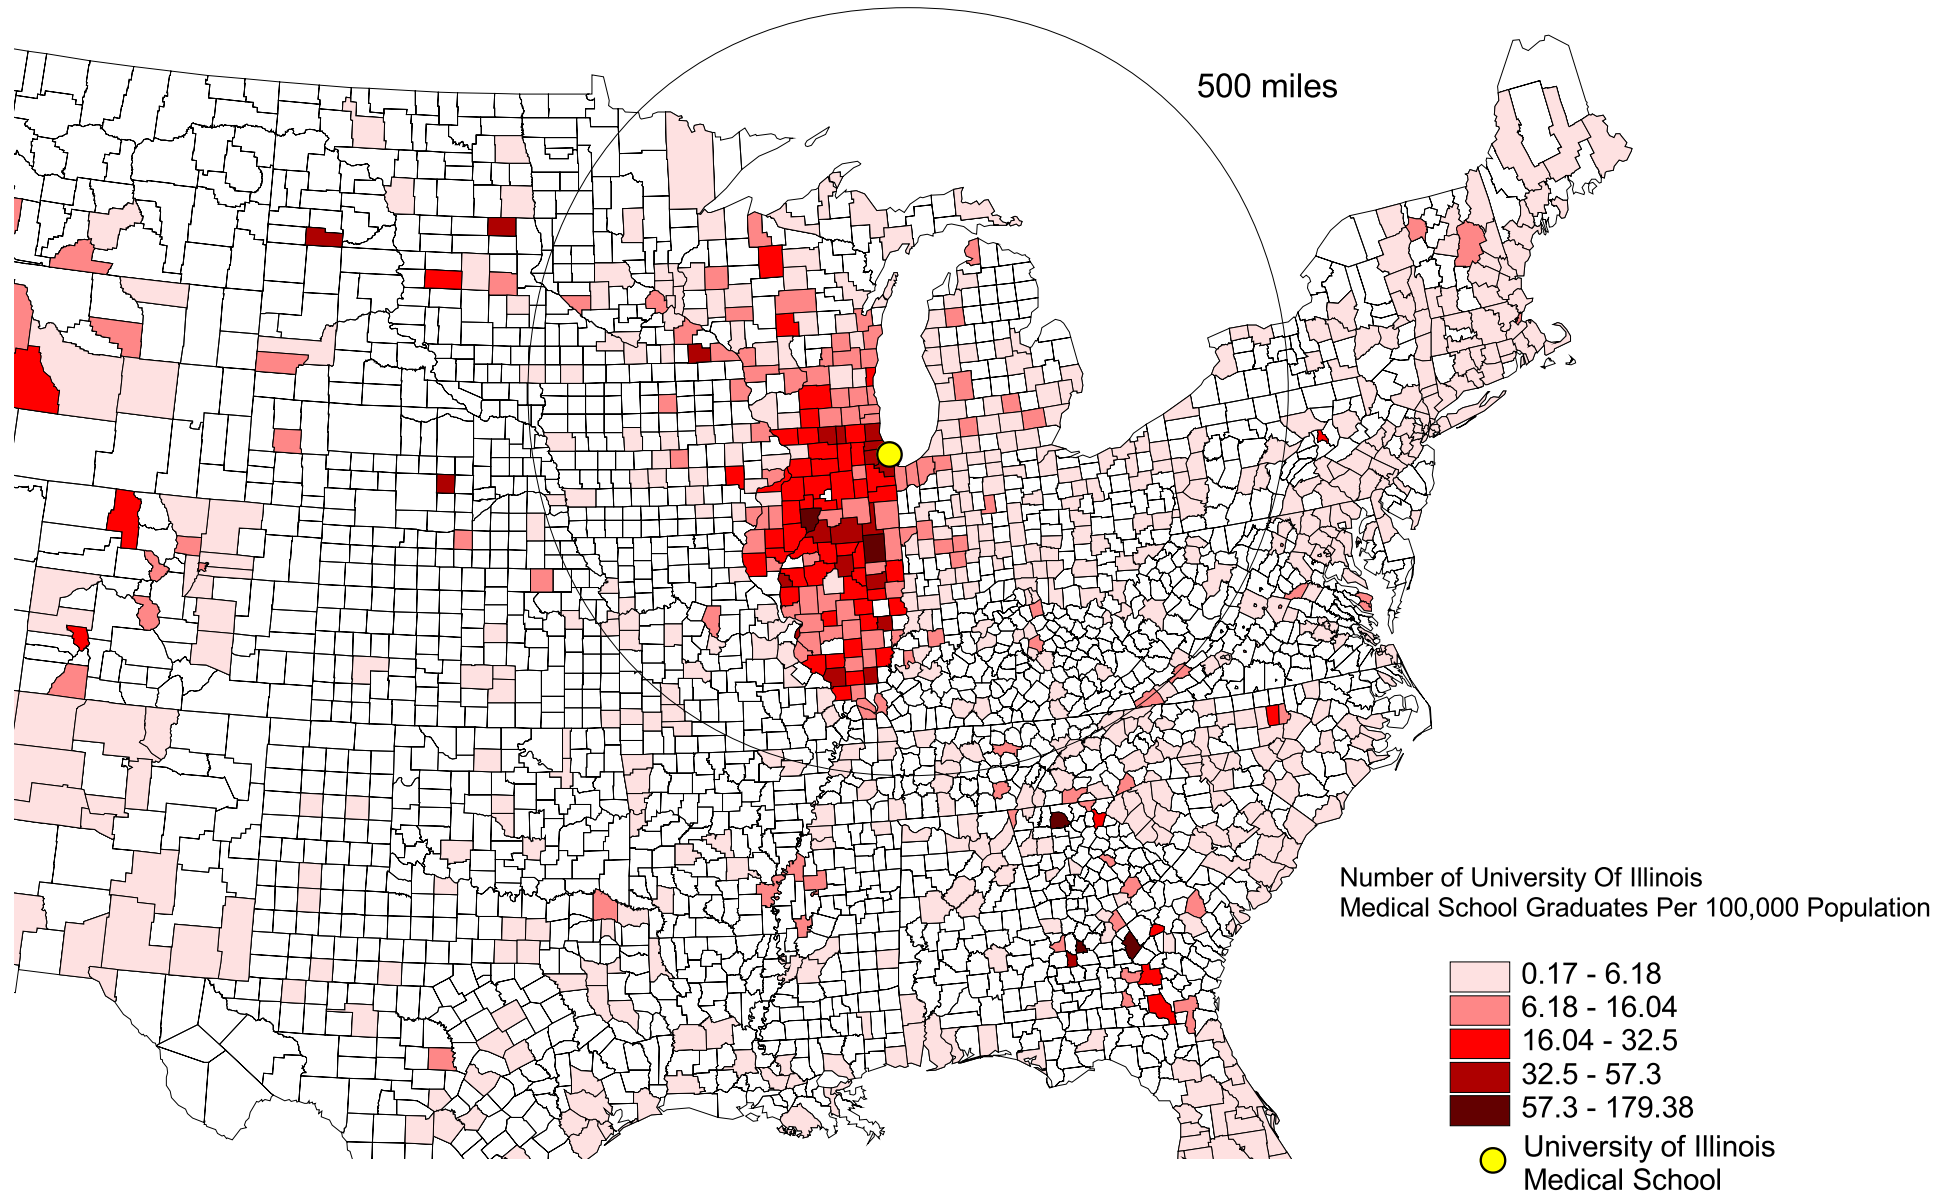 500 miles
Number of University Of Illinois
Medical School Graduates Per 100,000 Population
0.17 - 6.18
6.18 - 16.04
16.04 - 32.5
32.5 - 57.3
57.3 - 179.38
University of Illinois
Medical School